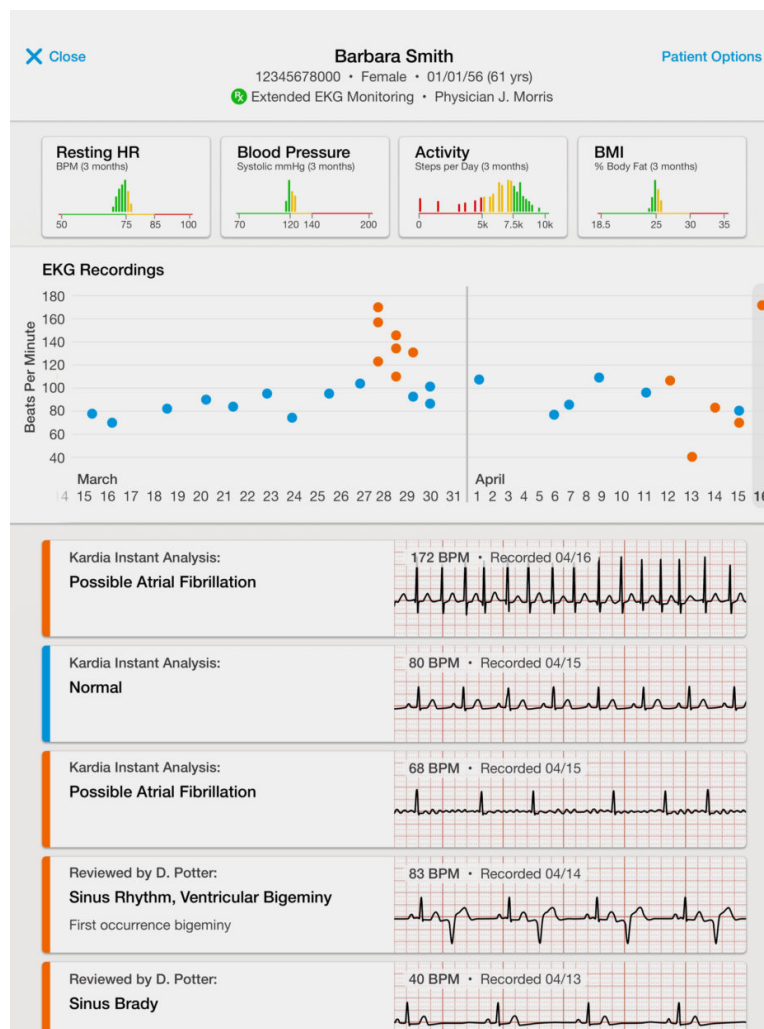 Close
Barbara Smith
Patient Options
12345678000 • Female • 01/01/56 (61 yrs)
Rx Extended EKG Monitoring • Physician J. Morris
Resting HR
BPM (3 months)
50 75 85 100
Blood Pressure
Systolic mmHg (3 months)
70 120 140 200
Activity
Steps per Day (3 months)
0 5k 7.5k 10k
BMI
% Body Fat (3 months)
18.5 25 30 35
EKG Recordings
Beats Per Minute
180
160
140
120
100
80
60
40
March
April
4 15 16 17 18 19 20 21 22 23 24 25 26 27 28 29 30 31 1 2 3 4 5 6 7 8 9 10 11 12 13 14 15 16
Kardia Instant Analysis:
Possible Atrial Fibrillation
172 BPM • Recorded 04/16
Kardia Instant Analysis:
Normal
80 BPM • Recorded 04/15
Kardia Instant Analysis:
Possible Atrial Fibrillation
68 BPM • Recorded 04/15
Reviewed by D. Potter:
Sinus Rhythm, Ventricular Bigeminy
First occurrence bigeminy
83 BPM • Recorded 04/14
Reviewed by D. Potter:
Sinus Brady
40 BPM • Recorded 04/13